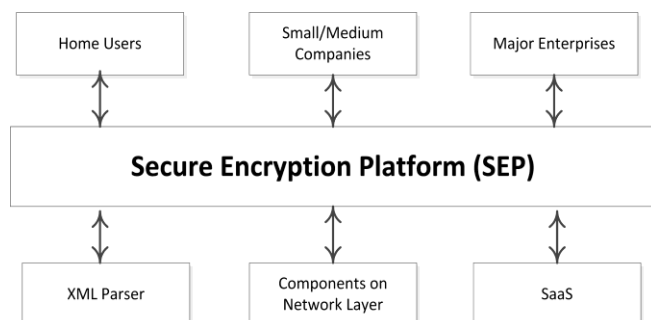 Home Users
Small/Medium
Companies
Major Enterprises
Secure Encryption Platform (SEP)
XML Parser
Components on
Network Layer
SaaS